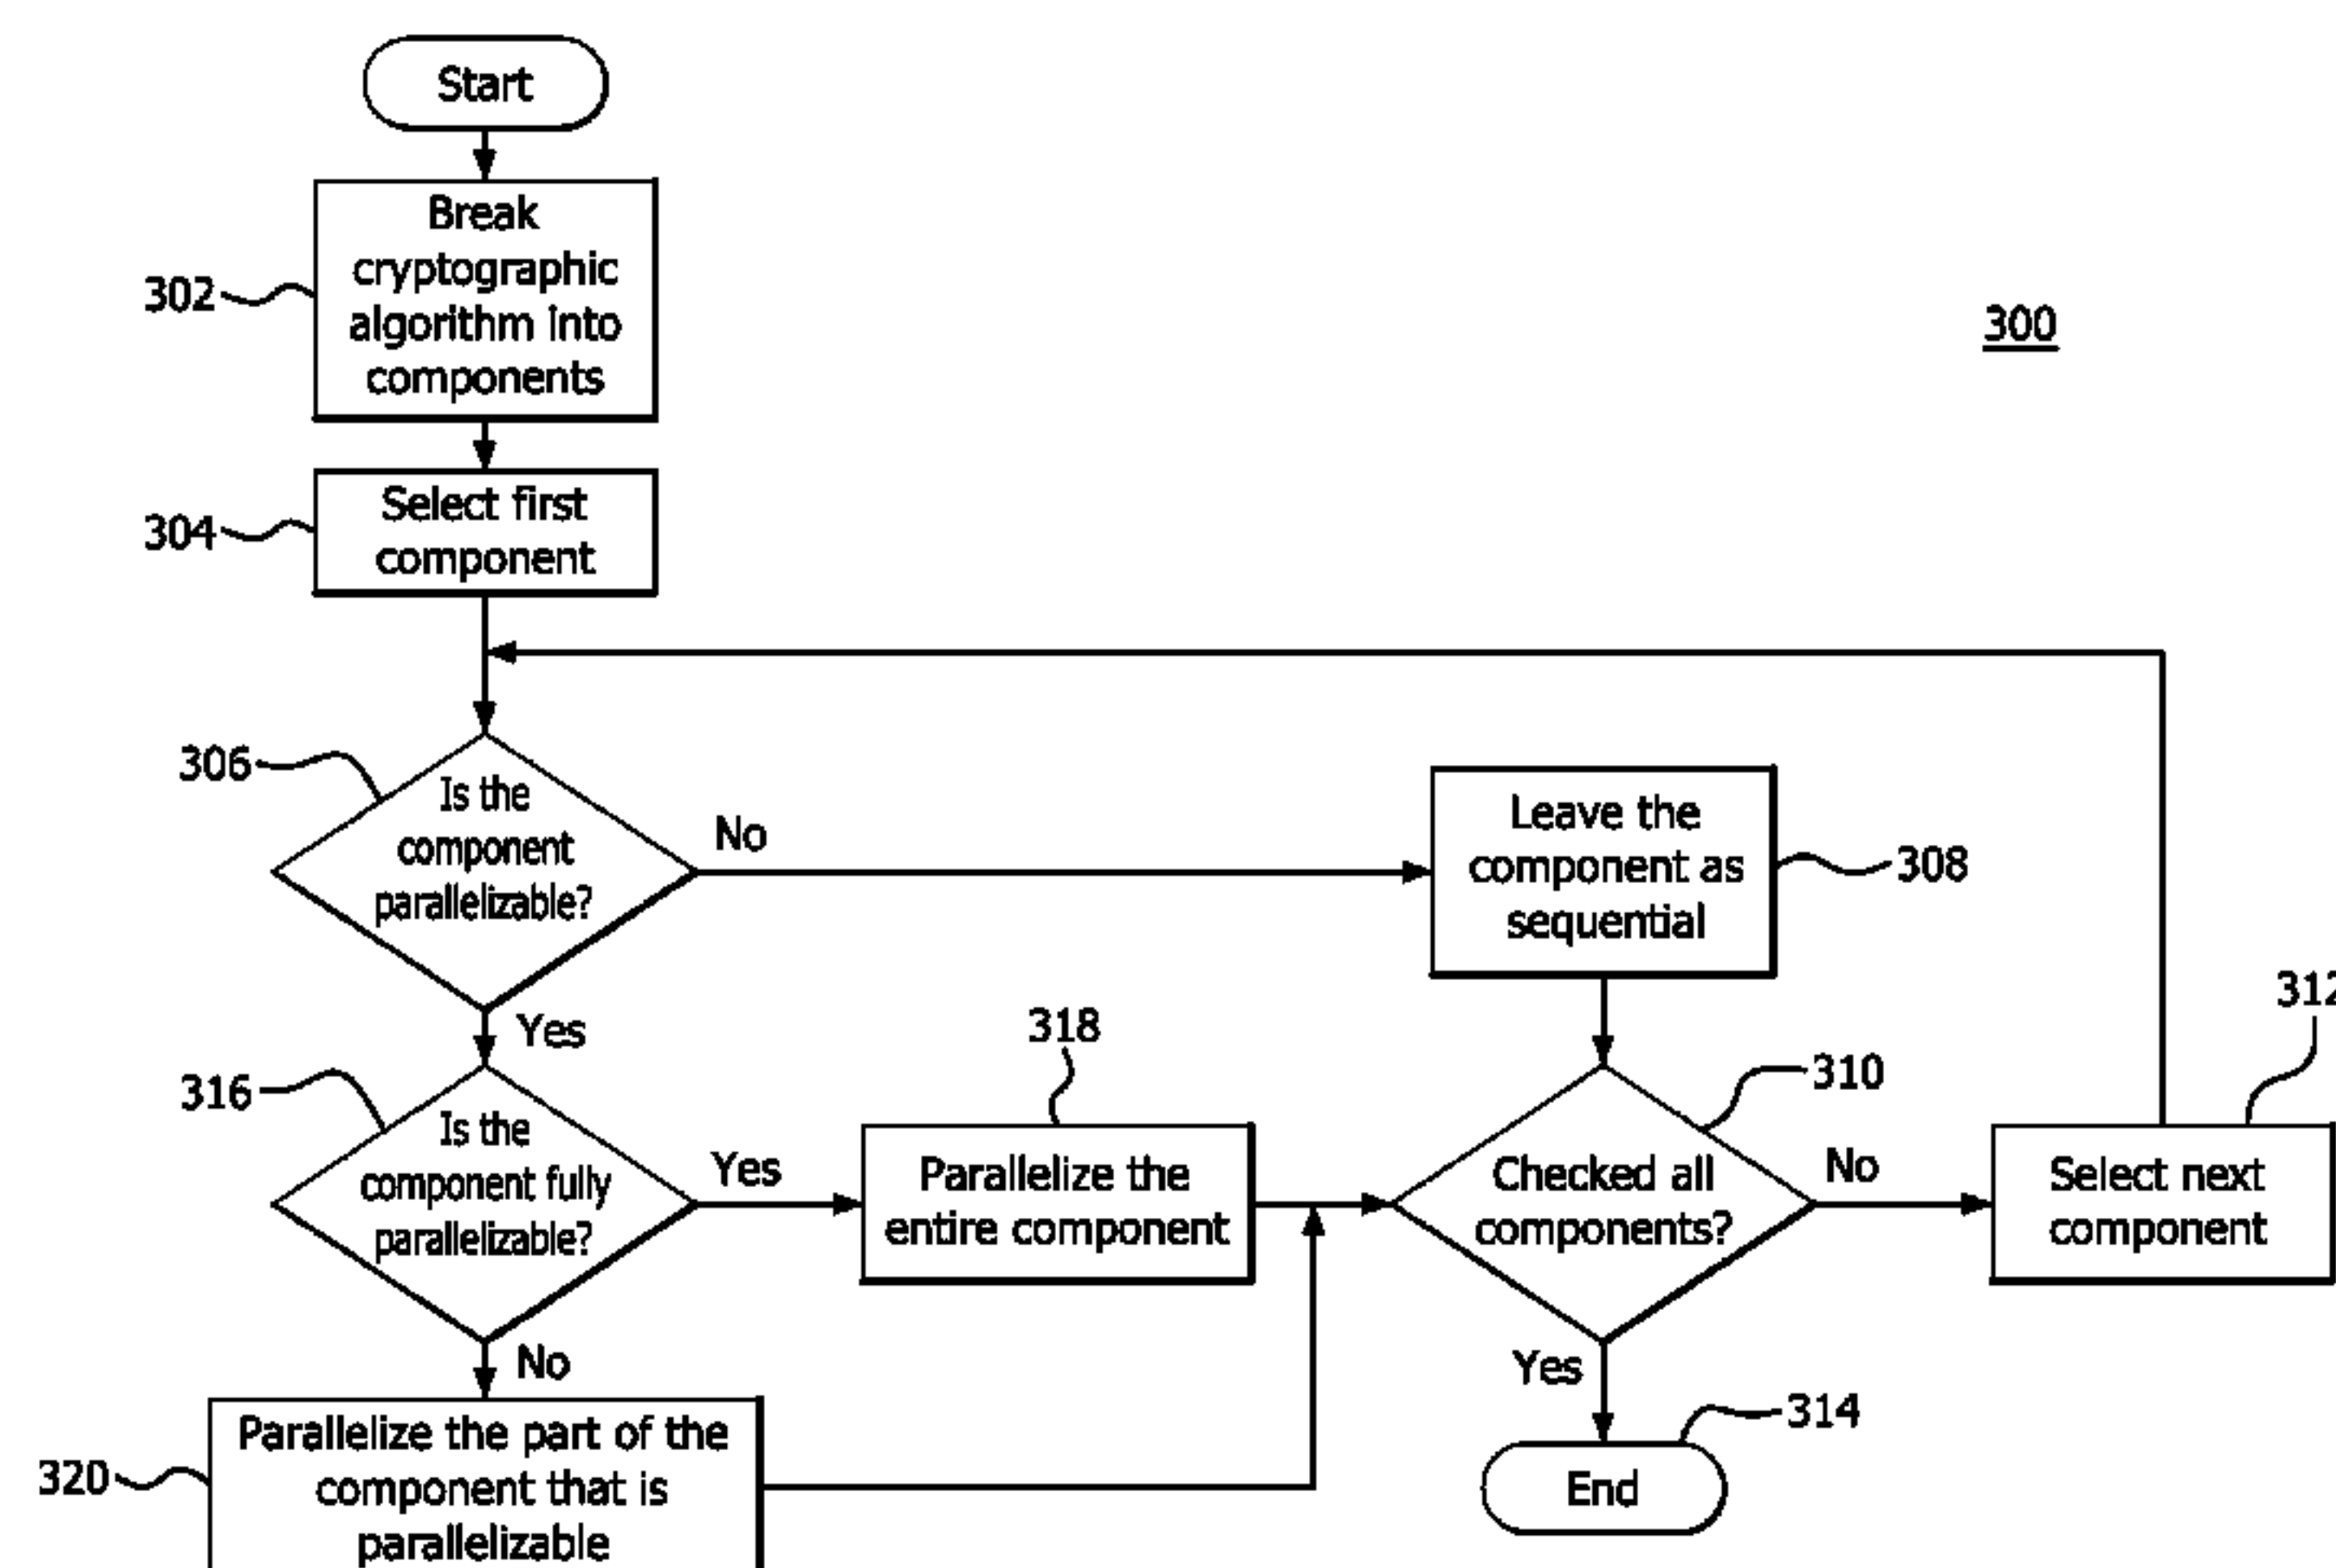 Start
Break
cryptographic
algorithm into
components
302
300
Select first
component
304
306
Is the
component
parallelizable?
No
Leave the
component as
sequential
308
Yes
312
318
316
Is the
component fully
parallelizable?
Yes
Parallelize the
entire component
310
Checked all
components?
No
Select next
component
No
Yes
314
End
320
Parallelize the part of the
component that is
parallelizable